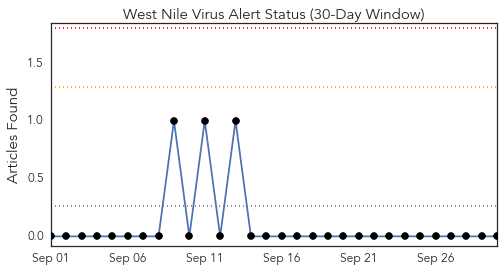 West Nile Virus Alert Status (30-Day Window)
Articles Found
1.5
1.0
0.5
0.0
Sep 01 Sep 06 Sep 11 Sep 16 Sep 21 Sep 26